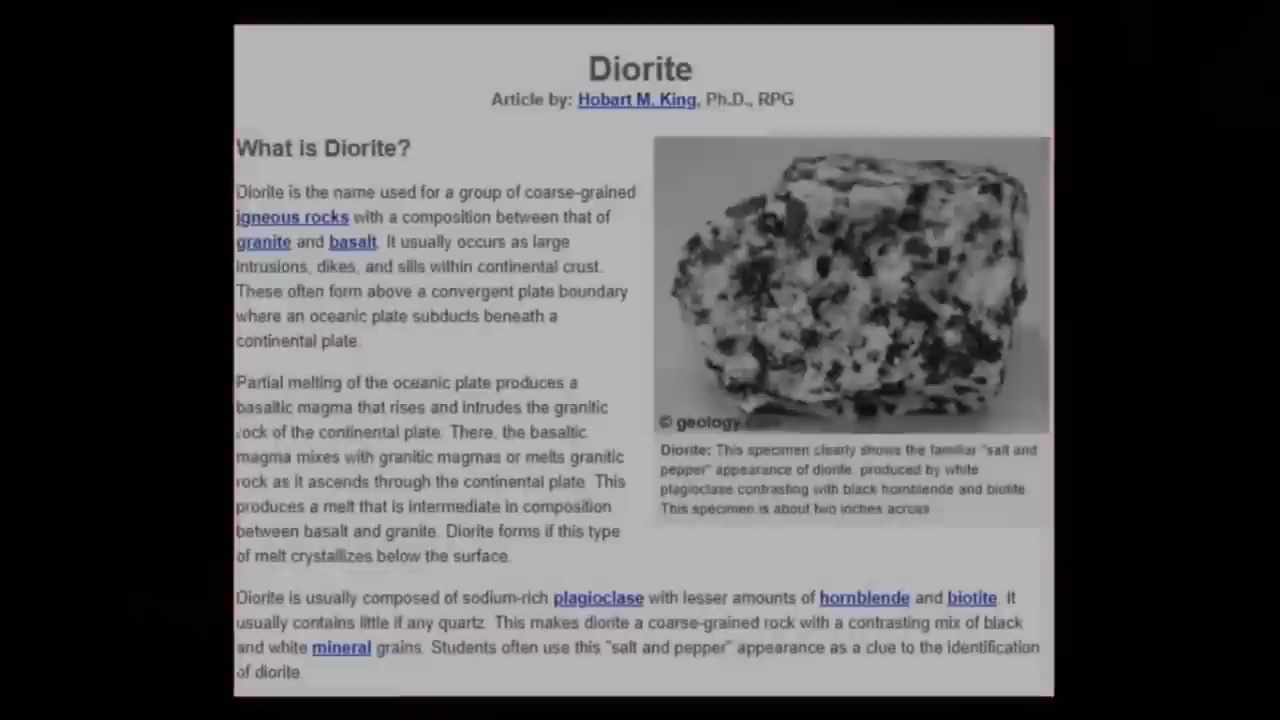 Diorite
Article by: Hobart M. King, Ph.D., RPG
What is Diorite?
Diorite is the name used for a group of coarse-grained
igneous rocks with a composition between that of
granite and basalt. It usually occurs as large
intrusions, dikes, and sills within continental crust.
These often form above a convergent plate boundary
where an oceanic plate subducts beneath a
continental plate.
Partial melting of the oceanic plate produces a
basaltic magma that rises and intrudes the granitic
rock of the continental plate. There, the basaltic
magma mixes with granitic magmas or melts granitic
rock as it ascends through the continental plate. This
produces a melt that is intermediate in composition
between basalt and granite. Diorite forms if this type
of melt crystallizes below the surface.
© geology
Diorite: This specimen clearly shows the familiar "salt and
pepper" appearance of diorite, produced by white
plagioclase contrasting with black hornblende and biotite.
This specimen is about two inches across.
Diorite is usually composed of sodium-rich plagioclase with lesser amounts of hornblende and biotite. It
usually contains little if any quartz. This makes diorite a coarse-grained rock with a contrasting mix of black
and white mineral grains. Students often use this "salt and pepper" appearance as a clue to the identification
of diorite.